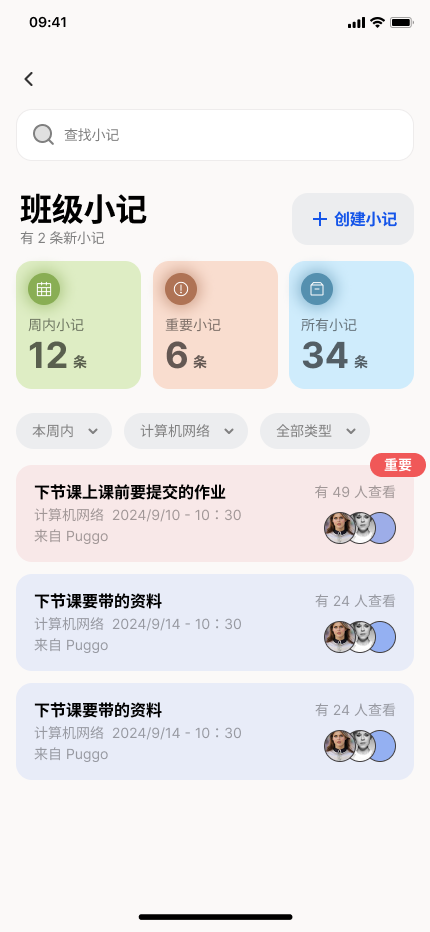 09:41
查找小记
班级小记
有 2 条新小记
+ 创建小记
周内小记
12 条
重要小记
6 条
所有小记
34 条
本周内
计算机网络
全部类型
重要
下节课上课前要提交的作业
有 49 人查看
计算机网络 2024/9/10 - 10：30
来自 Puggo
下节课要带的资料
有 24 人查看
计算机网络 2024/9/14 - 10：30
来自 Puggo
下节课要带的资料
有 24 人查看
计算机网络 2024/9/14 - 10：30
来自 Puggo